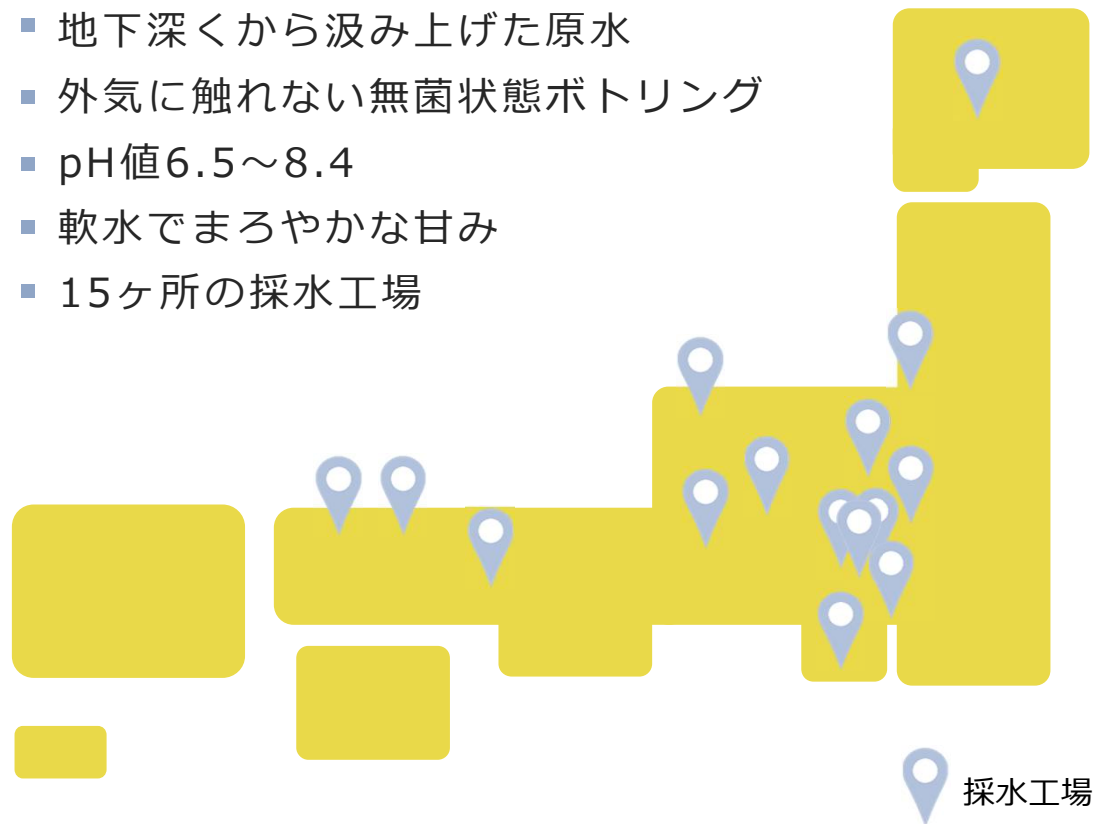 地下深くから汲み上げた原水
外気に触れない無菌状態ボトリング
pH値6.5～8.4
軟水でまろやかな甘み
15ヶ所の採水工場
採水工場